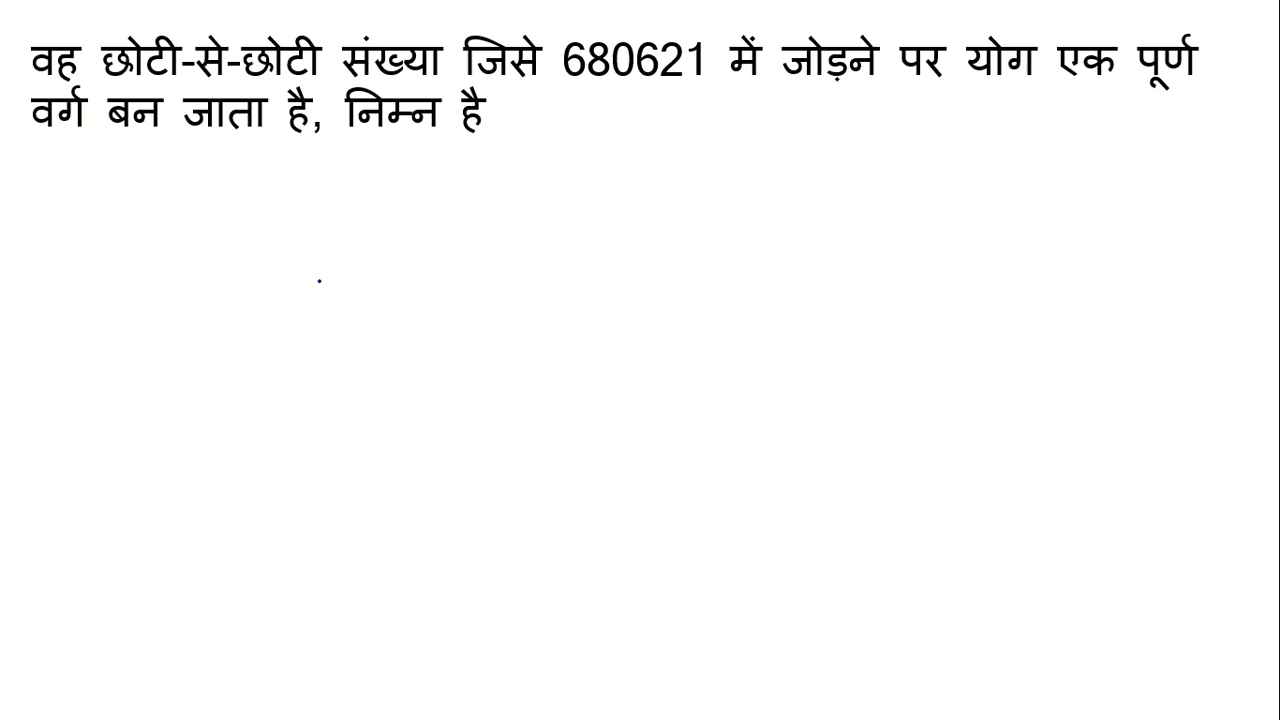 वह छोटी-से-छोटी संख्या जिसे 680621 में जोड़ने पर योग एक पूर्ण
वर्ग बन जाता है, निम्न है